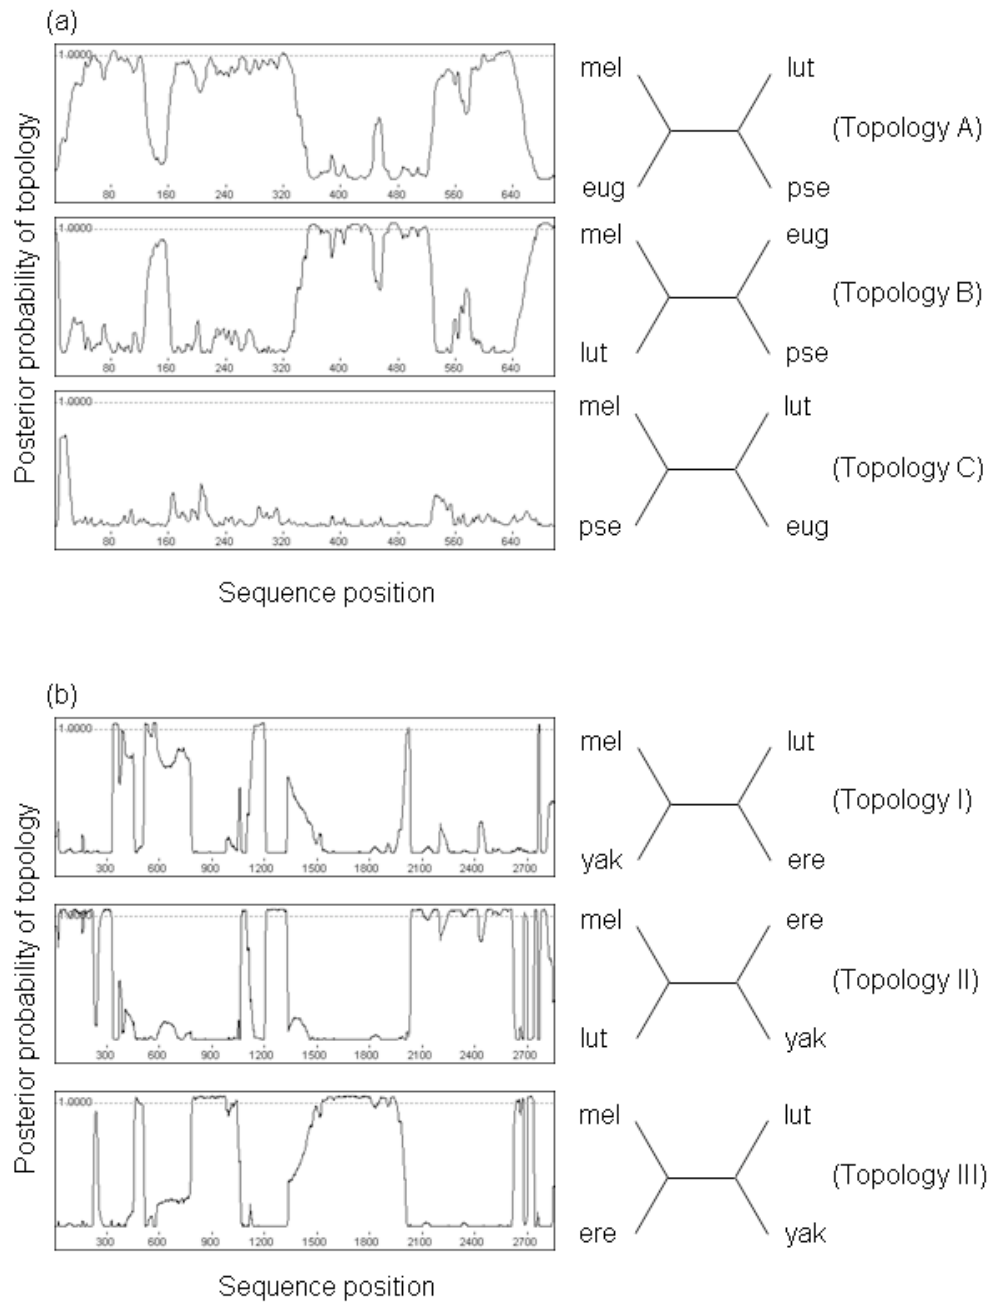 (a)
Posterior probability of topology
1.0000
80 160 240 320 400 480 560 640
mel lut
(Topology A)
eug pse
1.0000
80 160 240 320 400 480 560 640
mel eug
(Topology B)
lut pse
1.0000
80 160 240 320 400 480 560 640
mel lut
(Topology C)
pse eug
Sequence position
(b)
Posterior probability of topology
1.0000
300 600 900 1200 1500 1800 2100 2400 2700
mel lut
(Topology I)
yak ere
300 600 900 1200 1500 1800 2100 2400 2700
mel ere
(Topology II)
lut yak
1.0000
300 600 900 1200 1500 1800 2100 2400 2700
mel lut
(Topology III)
ere yak
Sequence position